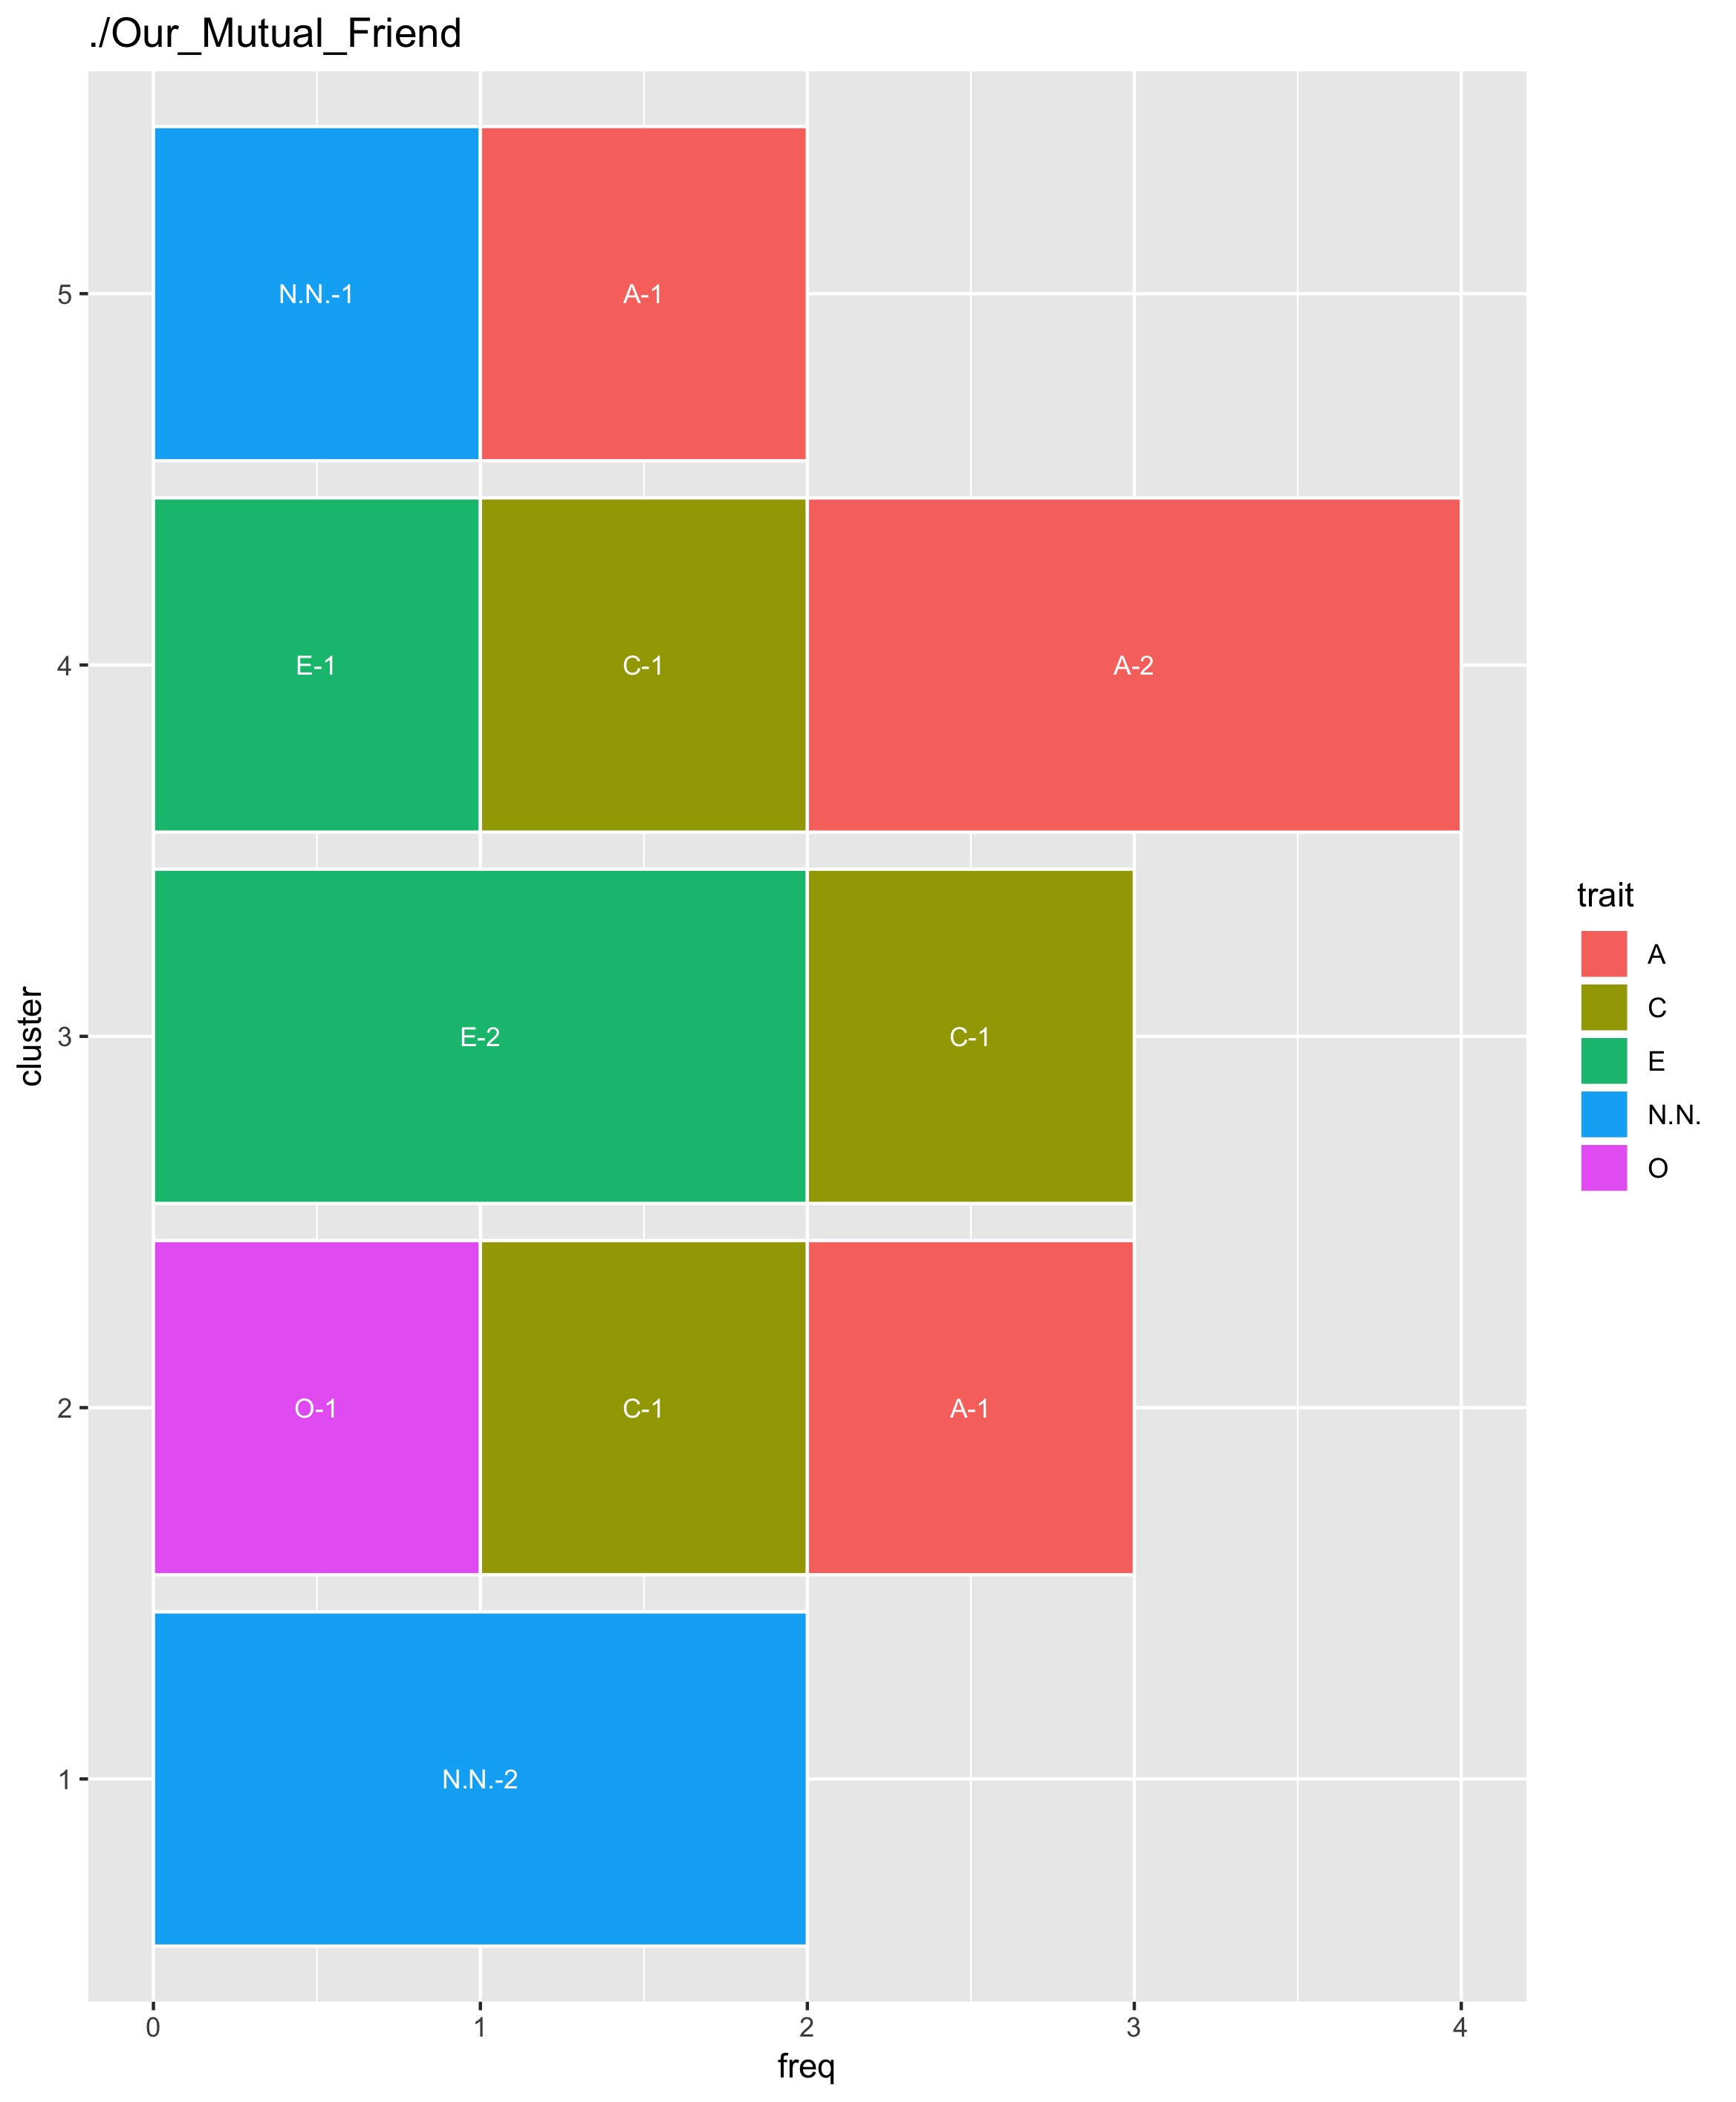 ./Our_Mutual_Friend
5
N.N.-1 A-1
4
E-1 C-1 A-2
3
E-2 C-1
2
O-1 C-1 A-1
1
N.N.-2
cluster
0 1 2 3 4
freq
trait
A
C
E
N.N.
O